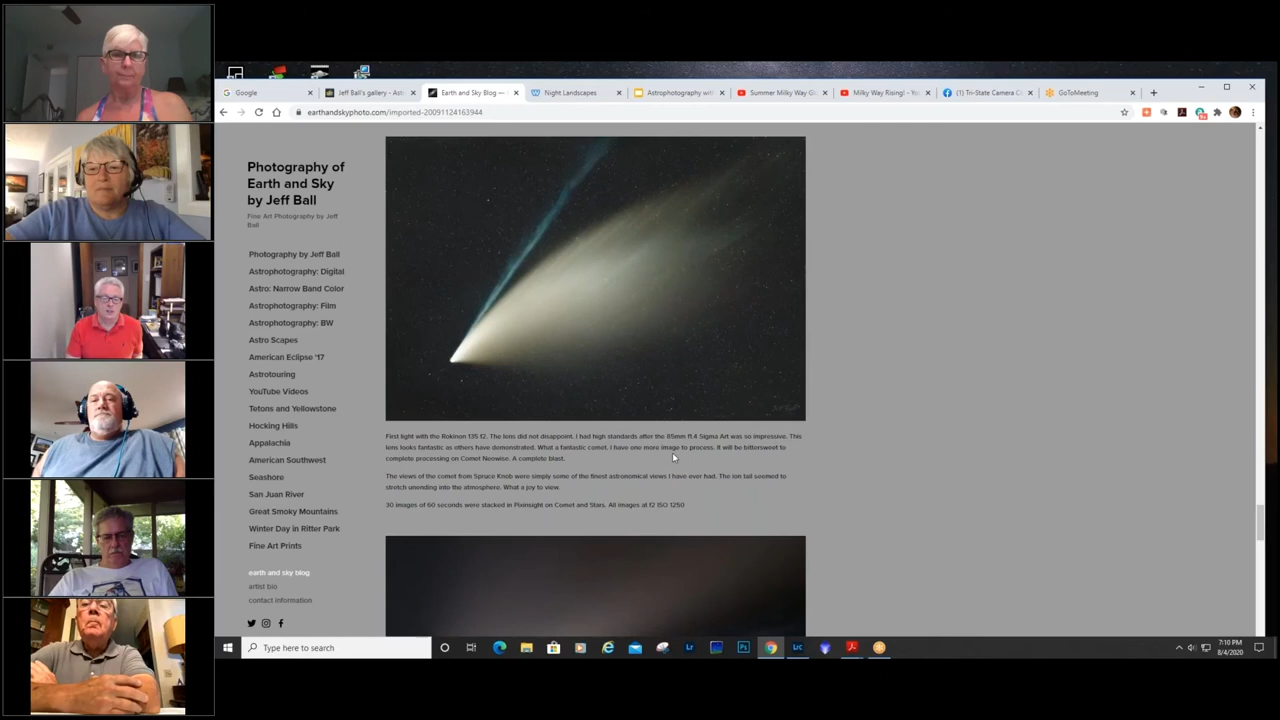 Google
Jeff Ball's gallery - Ast
Earth and Sky Blog —
Night Landscapes
Astrophotography with
Summer Milky Way Gl
Milky Way Rising! - Yo
(1) Tri-State Camera C
GoToMeeting
earthandskyphoto.com/imported-20091124163944
Photography of
Earth and Sky
by Jeff Ball
Fine Art Photography by Jeff
Ball
Photography by Jeff Ball
Astrophotography: Digital
Astro: Narrow Band Color
Astrophotography: Film
Astrophotography: BW
Astro Scapes
American Eclipse '17
Astrotouring
YouTube Videos
Tetons and Yellowstone
Hocking Hills
Appalachia
American Southwest
Seashore
San Juan River
Great Smoky Mountains
Winter Day in Ritter Park
Fine Art Prints
earth and sky blog
artist bio
contact information
Jeff Ball
First light with the Rokinon 135 f2. The lens did not disappoint. I had high standards after the 85mm f1.4 Sigma Art was so impressive. This
lens looks fantastic as others have demonstrated. What a fantastic comet. I have one more image to process. It will be bittersweet to
complete processing on Comet Neowise. A complete blast.
The views of the comet from Spruce Knob were simply some of the finest astronomical views I have ever had. The ion tail seemed to
stretch unending into the atmosphere. What a joy to view.
30 images of 60 seconds were stacked in Pixinsight on Comet and Stars. All images at f2 ISO 1250
Type here to search
Lr
Ps
Lrc
7:10 PM
8/4/2020